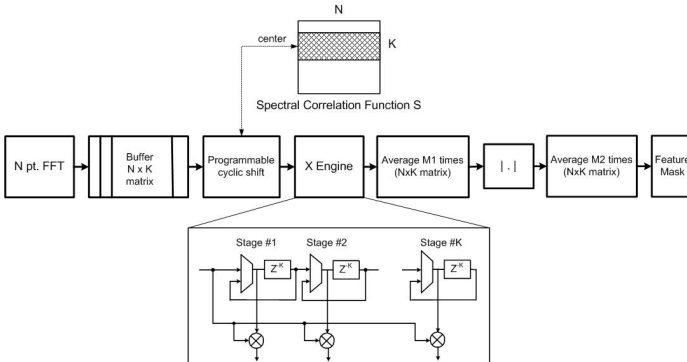 N
center
K
Spectral Correlation Function S
N pt. FFT
Buffer
N x K
matrix
Programmable
cyclic shift
X Engine
Average M1 times
(NxK matrix)
| . |
Average M2 times
(NxK matrix)
Feature
Mask
Stage #1
Stage #2
Stage #K
Z-K
Z-K
Z-K